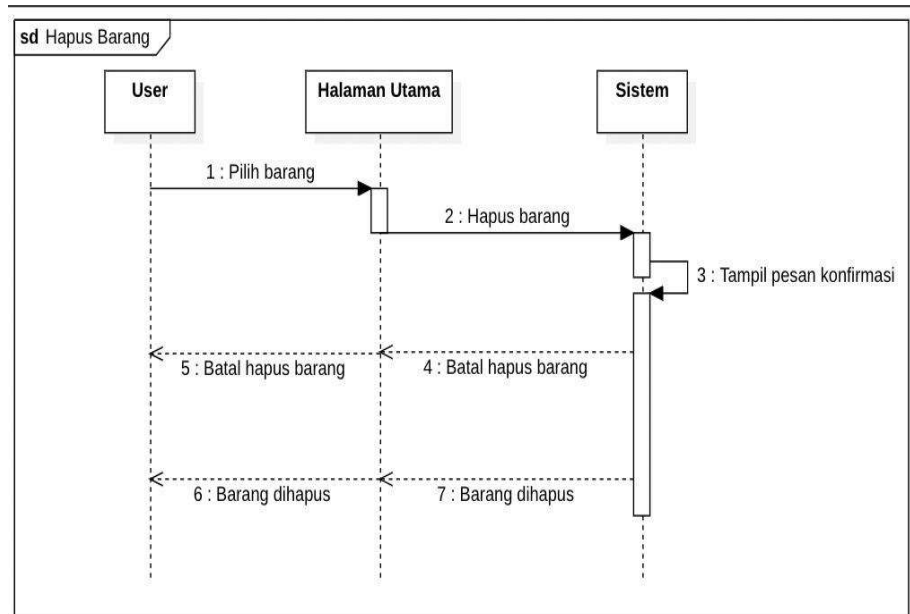 sd Hapus Barang
User
Halaman Utama
Sistem
1 : Pilih barang
2 : Hapus barang
3 : Tampil pesan konfirmasi
5 : Batal hapus barang
4 : Batal hapus barang
6 : Barang dihapus
7 : Barang dihapus